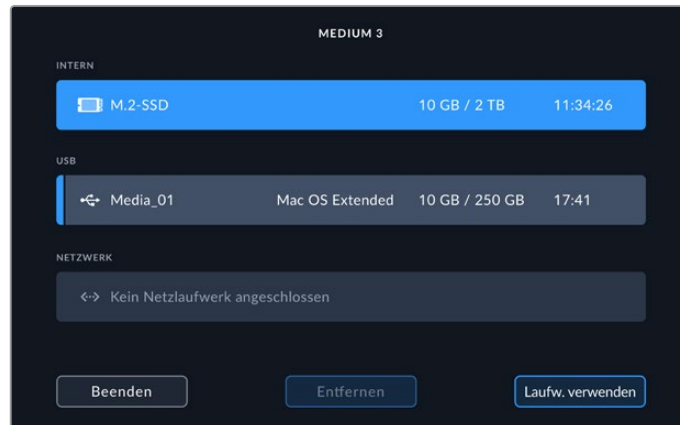 MEDIUM 3
INTERN
M.2-SSD 10 GB / 2 TB 11:34:26
USB
Media_01 Mac OS Extended 10 GB / 250 GB 17:41
NETZWERK
Kein Netzlaufwerk angeschlossen
Beenden Entfernen Laufw. verwenden